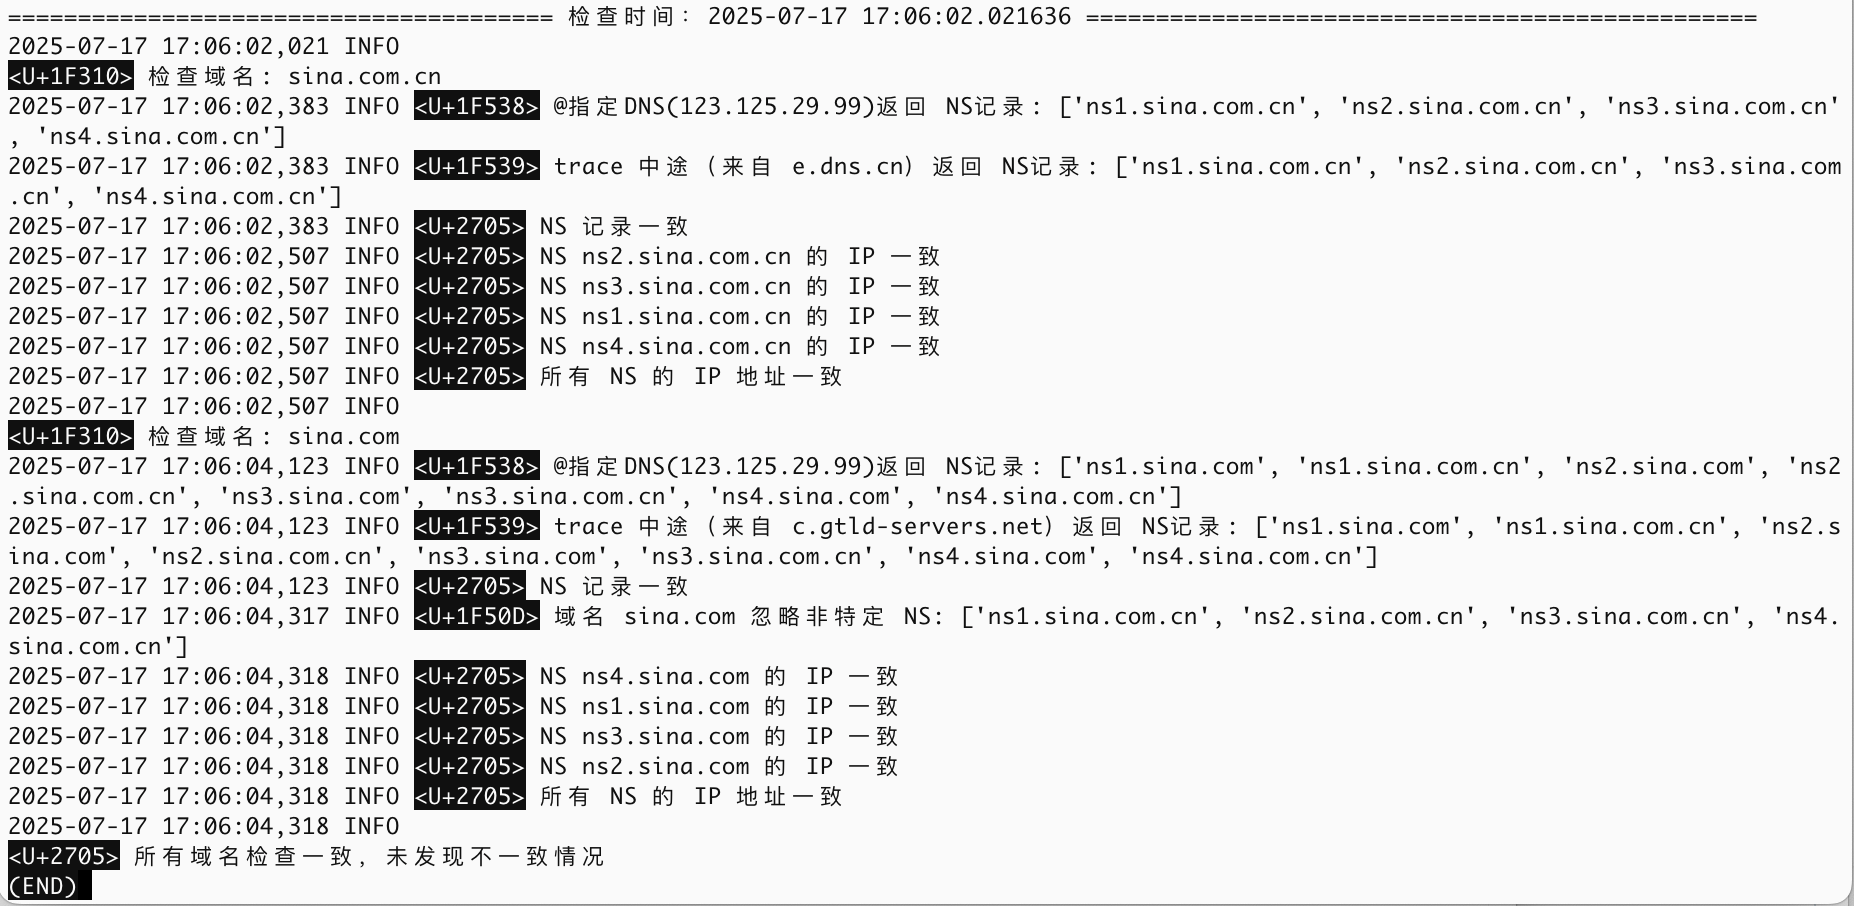 ======================================= 检查时间: 2025-07-17 17:06:02.021636 ================================================
2025-07-17 17:06:02,021 INFO
<U+1F310> 检查域名: sina.com.cn
2025-07-17 17:06:02,383 INFO <U+1F538> @指定DNS(123.125.29.99)返回 NS记录: ['ns1.sina.com.cn', 'ns2.sina.com.cn', 'ns3.sina.com.cn'
, 'ns4.sina.com.cn']
2025-07-17 17:06:02,383 INFO <U+1F539> trace 中途（来自 e.dns.cn）返回 NS记录: ['ns1.sina.com.cn', 'ns2.sina.com.cn', 'ns3.sina.com
.cn', 'ns4.sina.com.cn']
2025-07-17 17:06:02,383 INFO <U+2705> NS 记录一致
2025-07-17 17:06:02,507 INFO <U+2705> NS ns2.sina.com.cn 的 IP 一致
2025-07-17 17:06:02,507 INFO <U+2705> NS ns3.sina.com.cn 的 IP 一致
2025-07-17 17:06:02,507 INFO <U+2705> NS ns1.sina.com.cn 的 IP 一致
2025-07-17 17:06:02,507 INFO <U+2705> NS ns4.sina.com.cn 的 IP 一致
2025-07-17 17:06:02,507 INFO <U+2705> 所有 NS 的 IP 地址一致
2025-07-17 17:06:02,507 INFO
<U+1F310> 检查域名: sina.com
2025-07-17 17:06:04,123 INFO <U+1F538> @指定DNS(123.125.29.99)返回 NS记录: ['ns1.sina.com', 'ns1.sina.com.cn', 'ns2.sina.com', 'ns2
.sina.com.cn', 'ns3.sina.com', 'ns3.sina.com.cn', 'ns4.sina.com', 'ns4.sina.com.cn']
2025-07-17 17:06:04,123 INFO <U+1F539> trace 中途（来自 c.gtld-servers.net）返回 NS记录: ['ns1.sina.com', 'ns1.sina.com.cn', 'ns2.s
ina.com', 'ns2.sina.com.cn', 'ns3.sina.com', 'ns3.sina.com.cn', 'ns4.sina.com', 'ns4.sina.com.cn']
2025-07-17 17:06:04,123 INFO <U+2705> NS 记录一致
2025-07-17 17:06:04,317 INFO <U+1F50D> 域名 sina.com 忽略非特定 NS: ['ns1.sina.com.cn', 'ns2.sina.com.cn', 'ns3.sina.com.cn', 'ns4.
sina.com.cn']
2025-07-17 17:06:04,318 INFO <U+2705> NS ns4.sina.com 的 IP 一致
2025-07-17 17:06:04,318 INFO <U+2705> NS ns1.sina.com 的 IP 一致
2025-07-17 17:06:04,318 INFO <U+2705> NS ns3.sina.com 的 IP 一致
2025-07-17 17:06:04,318 INFO <U+2705> NS ns2.sina.com 的 IP 一致
2025-07-17 17:06:04,318 INFO <U+2705> 所有 NS 的 IP 地址一致
2025-07-17 17:06:04,318 INFO
<U+2705> 所有域名检查一致, 未发现不一致情况
(END)